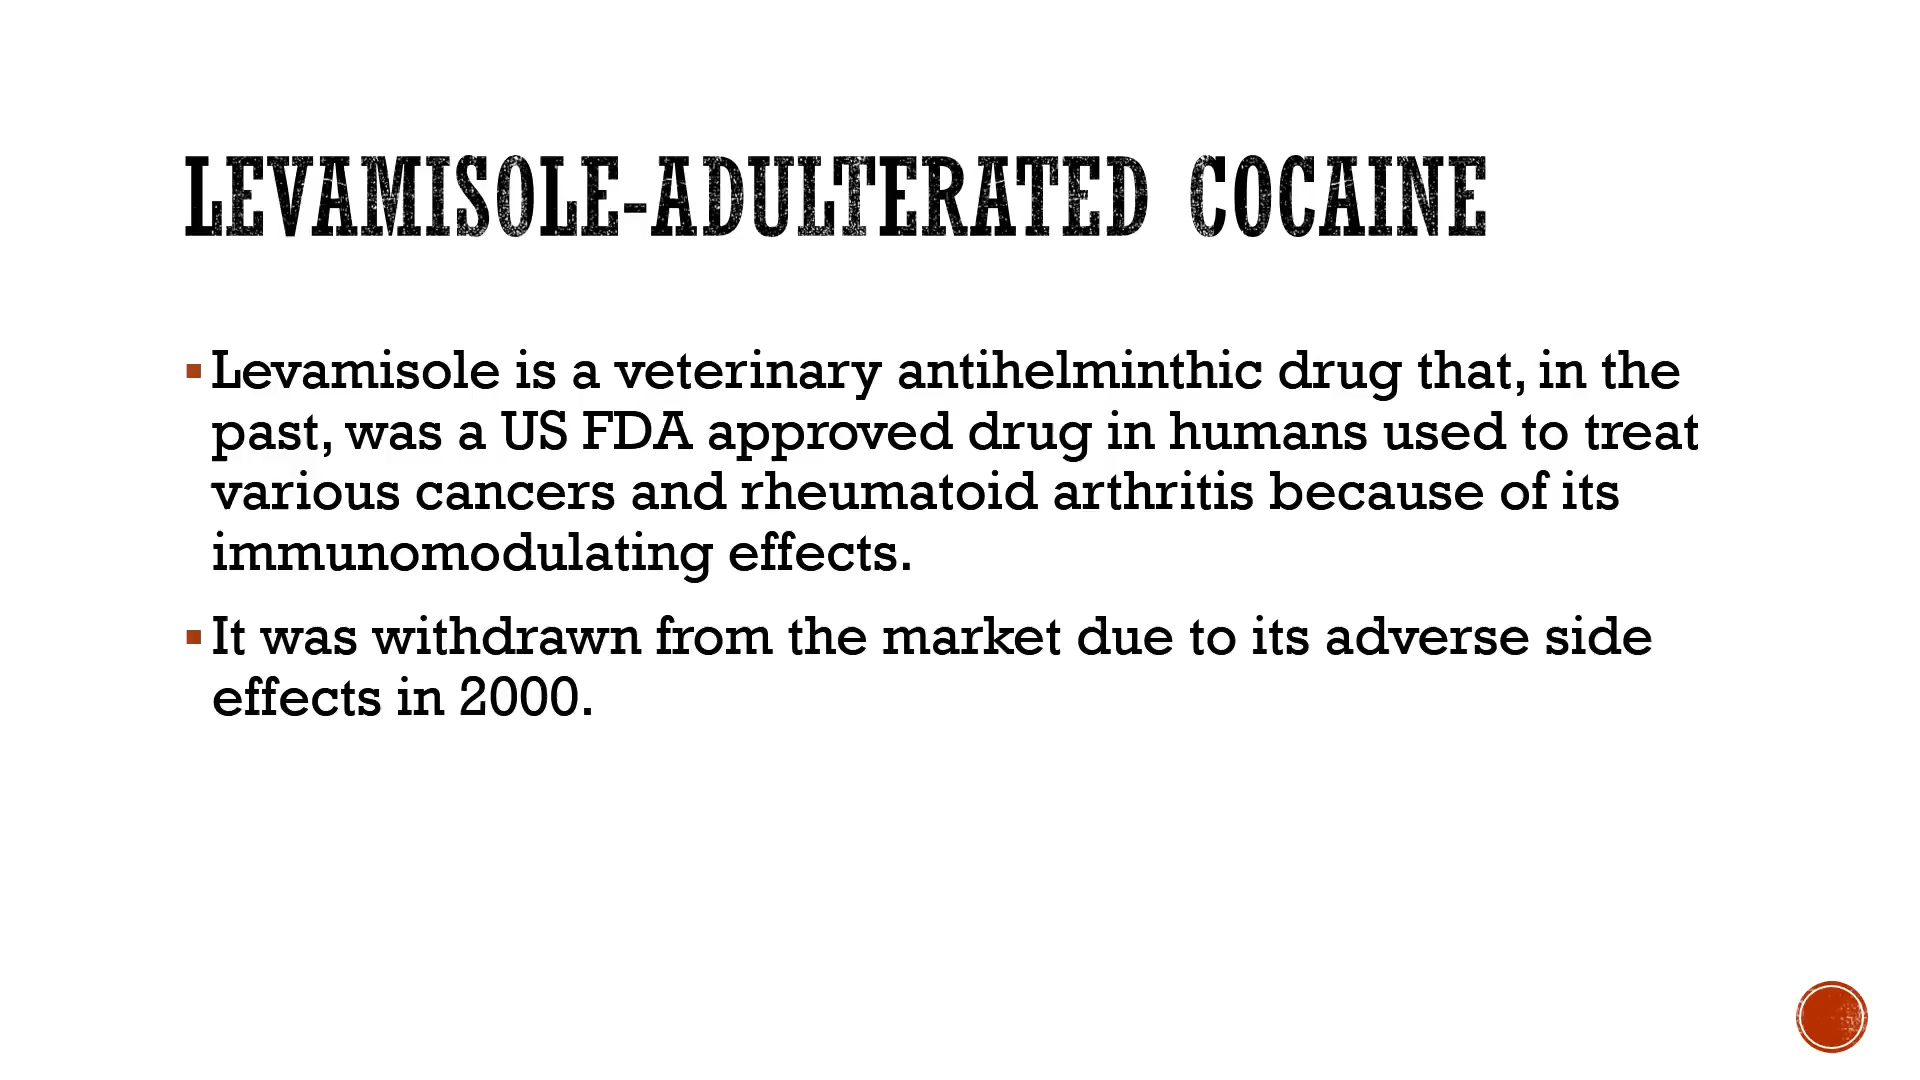 LEVAMISOLE-ADULTERATED COCAINE
▪ Levamisole is a veterinary antihelminthic drug that, in the
past, was a US FDA approved drug in humans used to treat
various cancers and rheumatoid arthritis because of its
immunomodulating effects.
▪ It was withdrawn from the market due to its adverse side
effects in 2000.